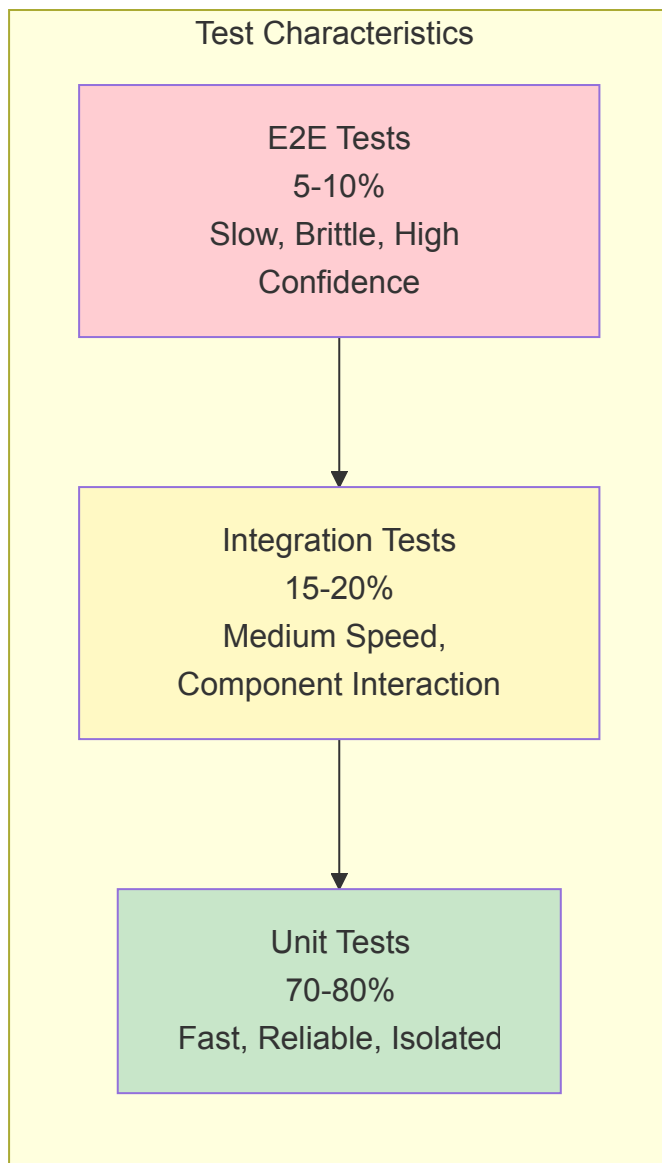 Test Characteristics
E2E Tests
5-10%
Slow, Brittle, High
Confidence
Integration Tests
15-20%
Medium Speed,
Component Interaction
Unit Tests
70-80%
Fast, Reliable, Isolated